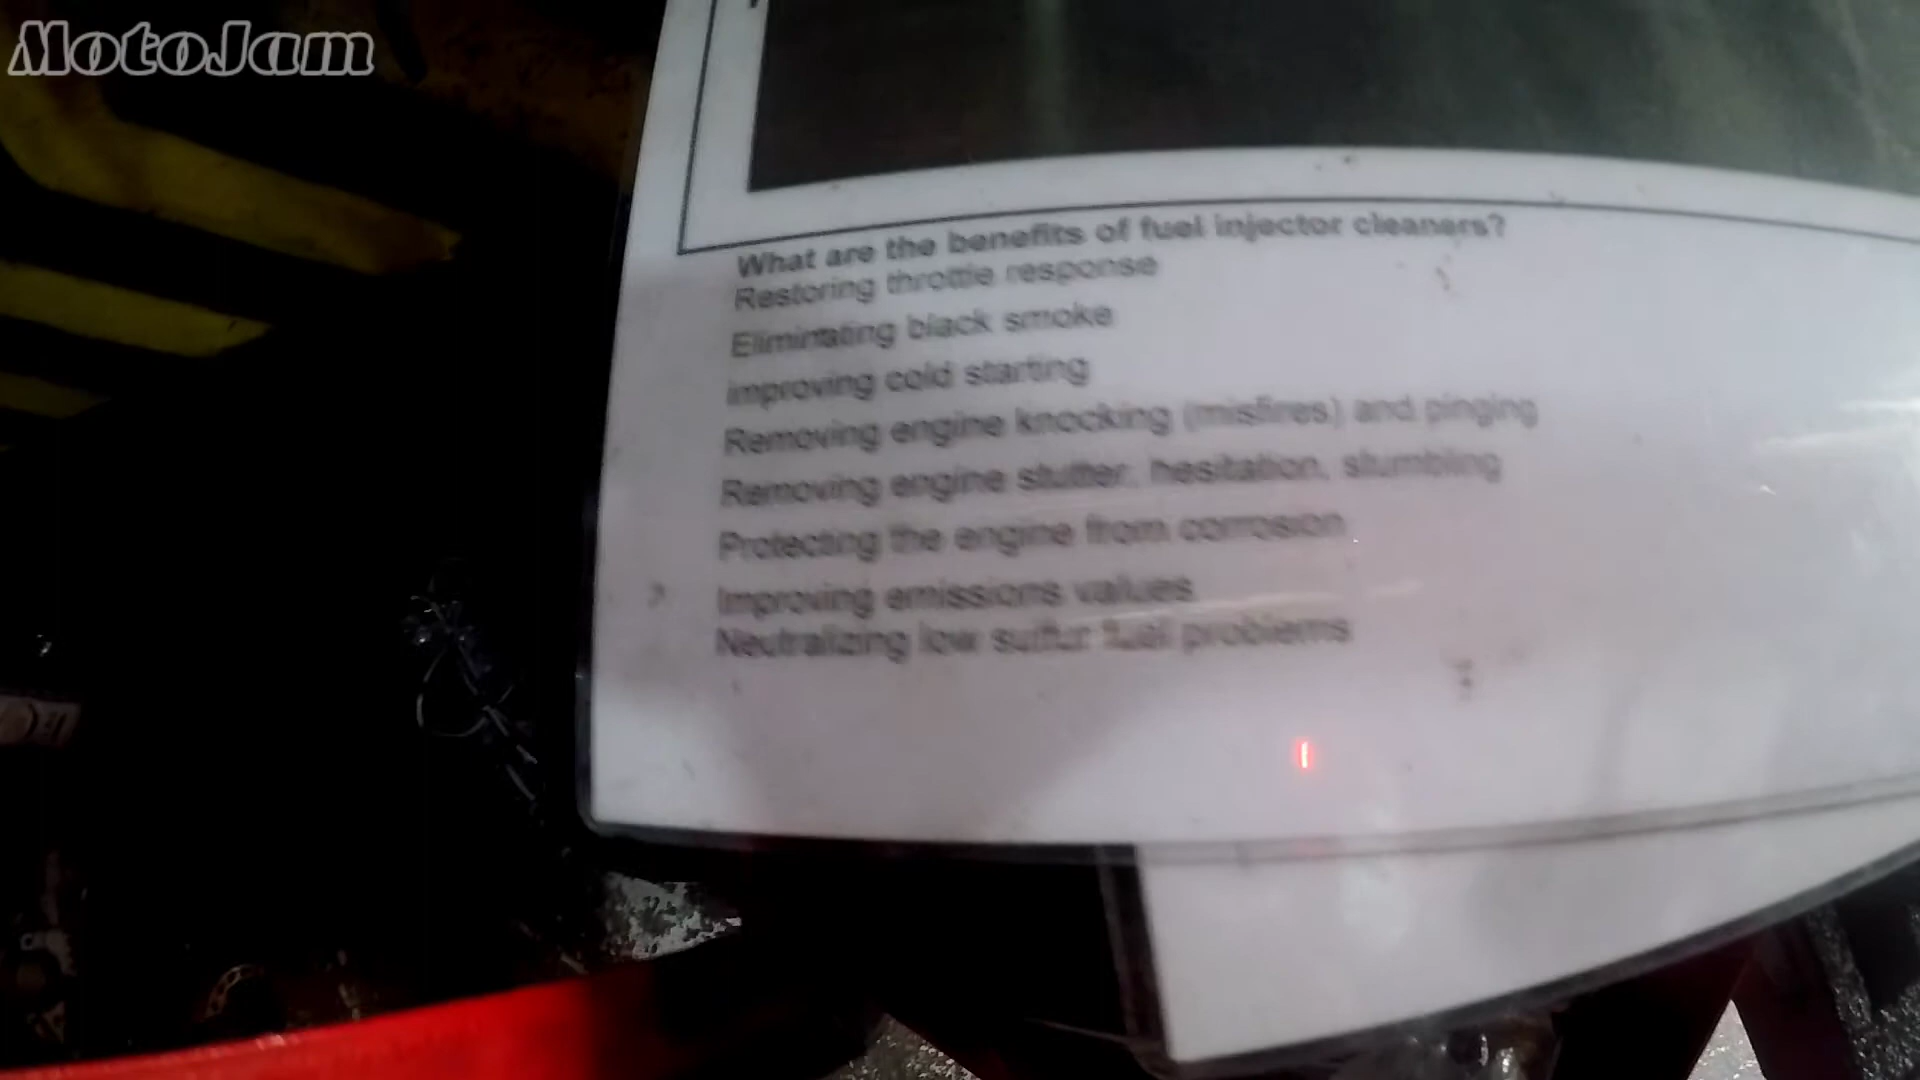 MotoJam
What are the benefits of fuel injector cleaners?
Restoring throttle response
Eliminating black smoke
improving cold starting
Removing engine knocking (misfires) and pinging
Removing engine stutter, hesitation, stumbling
Protecting the engine from corrosion
Improving emissions values
Neutralizing low sulfur fuel problems